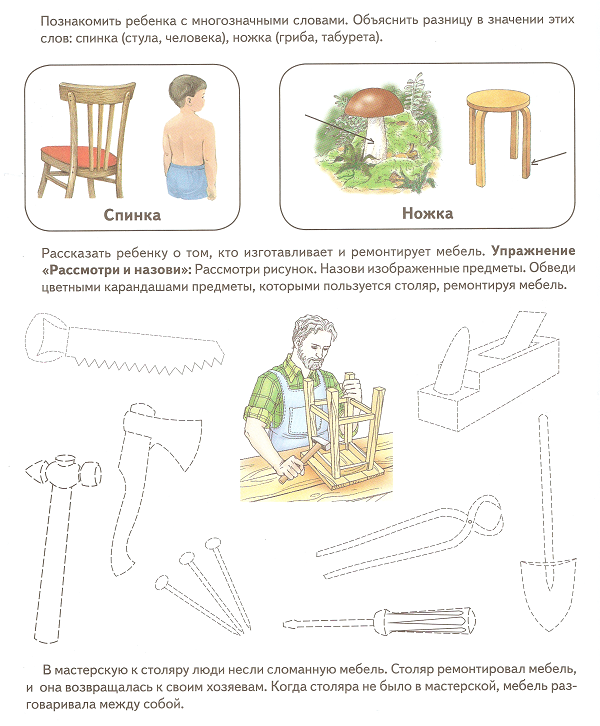 Познакомить ребенка с многозначными словами. Объяснить разницу в значении этих
слов: спинка (стула, человека), ножка (гриба, табурета).
Спинка
Ножка
Рассказать ребенку о том, кто изготавливает и ремонтирует мебель. Упражнение
«Рассмотри и назови»: Рассмотри рисунок. Назови изображенные предметы. Обведи
цветными карандашами предметы, которыми пользуется столяр, ремонтируя мебель.
В мастерскую к столяру люди несли сломанную мебель. Столяр ремонтировал мебель,
и она возвращалась к своим хозяевам. Когда столяра не было в мастерской, мебель раз-
говаривала между собой.